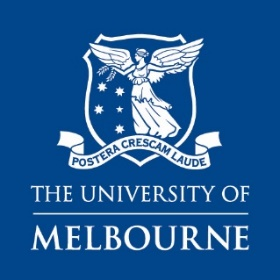 POSTERA CRESCAM LAUDE
THE UNIVERSITY OF
MELBOURNE